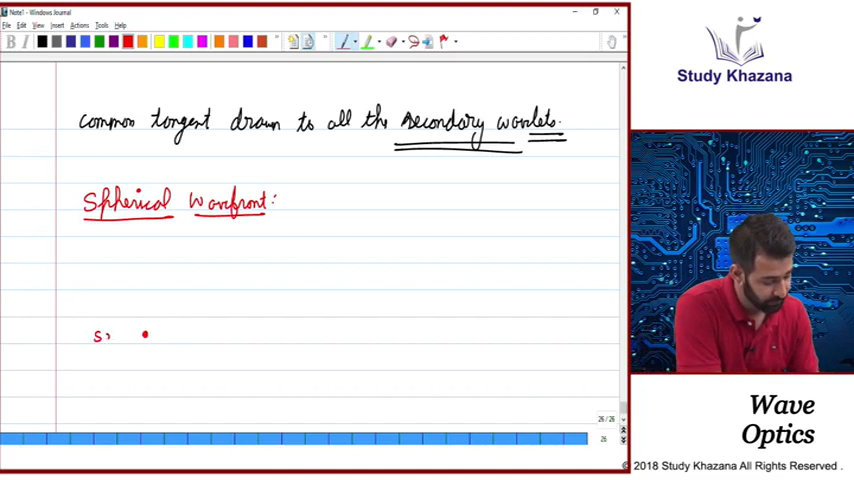 Note1 - Windows Journal
File Edit View Insert Actions Tools Help
B I
Study Khazana
common tangent drawn to all the secondary wavlets.
Spherical Wavefront:
S,
26 / 26
26
Wave
Optics
© 2018 Study Khazana All Rights Reserved .